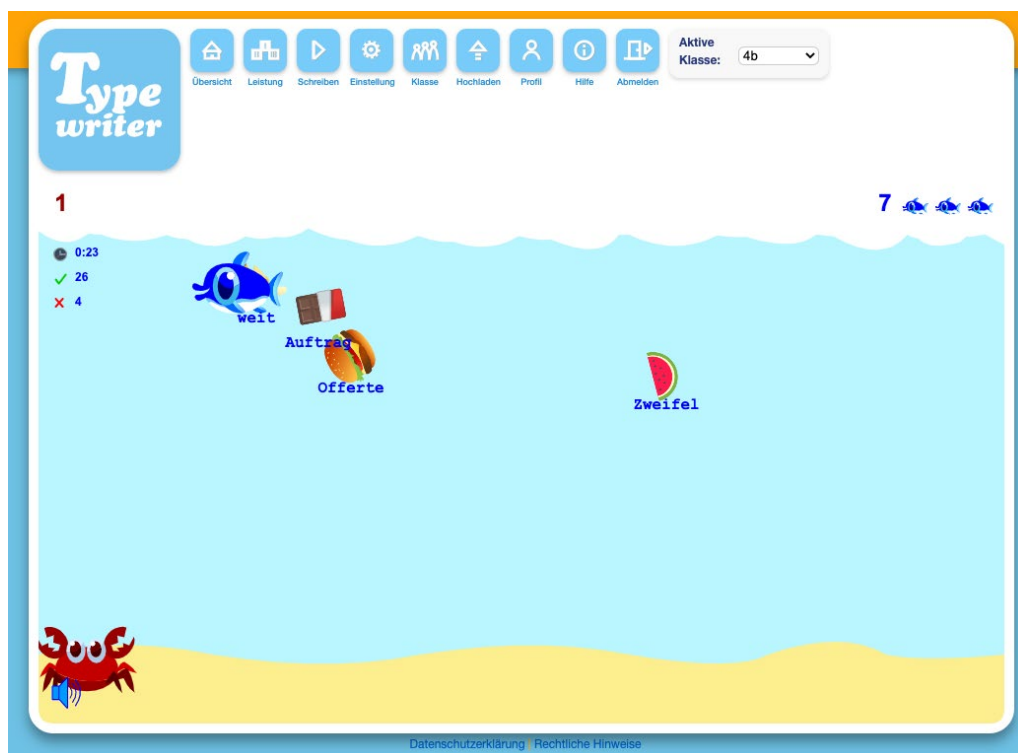 Type
writer
Übersicht Leistung Schreiben Einstellung Klasse Hochladen Profil Hilfe Abmelden
Aktive
Klasse: 4b
1
7
0:23
26
4
weit
Auftrag
Offerte
Zweifel
Datenschutzerklärung | Rechtliche Hinweise